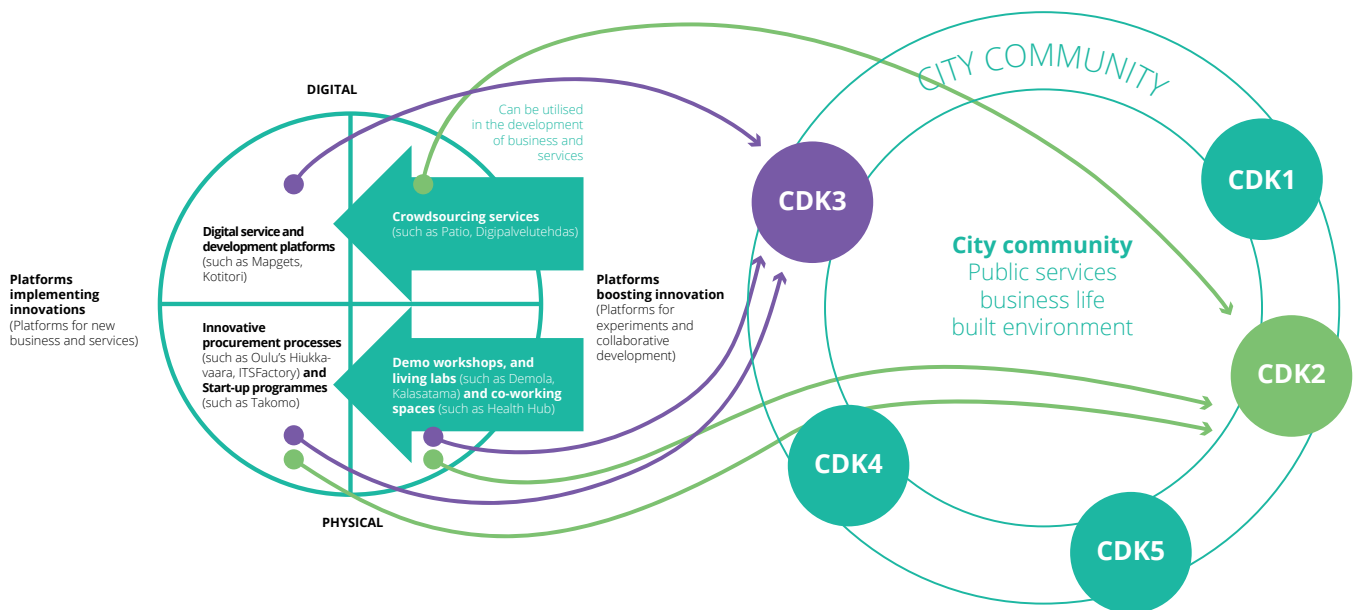 DIGITAL
Can be utilised
in the development
of business and
services
Crowdsourcing services
(such as Patio, Digipalvelutehdas)
Digital service and
development platforms
(such as Mapgets,
Kotitori)
Platforms
implementing
innovations
(Platforms for new
business and services)
Platforms
boosting innovation
(Platforms for
experiments and
collaborative
development)
Innovative
procurement processes
(such as Oulu’s Hiukka-
vaara, ITSFactory) and
Start-up programmes
(such as Takomo)
Demo workshops, and
living labs (such as Demola,
Kalasatama) and co-working
spaces (such as Health Hub)
PHYSICAL
CITY COMMUNITY
CDK3
CDK1
City community
Public services
business life
built environment
CDK2
CDK4
CDK5